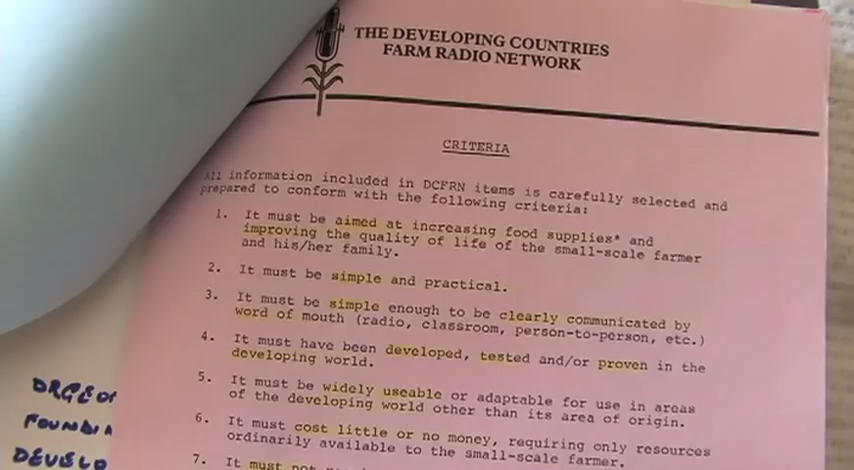 THE DEVELOPING COUNTRIES
FARM RADIO NETWORK
CRITERIA
All information included in DCFRN items is carefully selected and
prepared to conform with the following criteria:
1. It must be aimed at increasing food supplies* and
improving the quality of life of the small-scale farmer
and his/her family.
2. It must be simple and practical.
3. It must be simple enough to be clearly communicated by
word of mouth (radio, classroom, person-to-person, etc.)
4. It must have been developed, tested and/or proven in the
developing world.
5. It must be widely useable or adaptable for use in areas
of the developing world other than its area of origin.
6. It must cost little or no money, requiring only resources
ordinarily available to the small-scale farmer.
7. It must not